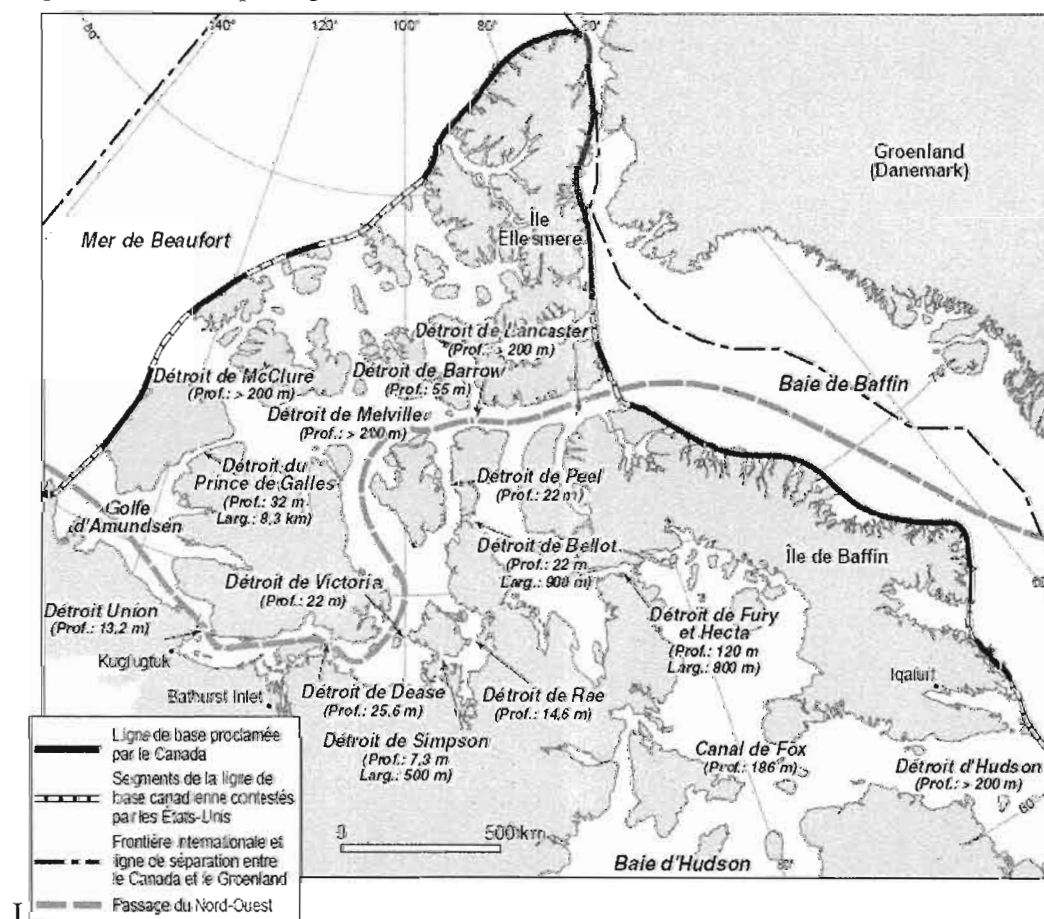 140°
120°
100°
80°
60°
80°
Groenland
(Danemark)
Mer de Beaufort
Île
Ellesmere
Détroit de Lancaster
(Prof.: > 200 m)
Détroit de McClure
(Prof.: > 200 m)
Détroit de Barrow
(Prof.: 55 m)
Baie de Baffin
Détroit de Melville
(Prof.: > 200 m)
Détroit du
Prince de Galles
(Prof.: 32 m
Larg.: 8,3 km)
Détroit de Peel
(Prof.: 22 m)
Golfe
d'Amundsen
Détroit de Bellot
(Prof.: 22 m
Larg.: 900 m)
Île de Baffin
Détroit de Victoria
(Prof.: 22 m)
Détroit Union
(Prof.: 13,2 m)
Détroit de Fury
et Hecta
(Prof.: 120 m
Larg.: 800 m)
Kugluqtuk
Iqaluit
Bathurst Inlet
Détroit de Dease
(Prof.: 25,6 m)
Détroit de Rae
(Prof.: 14,6 m)
Détroit de Simpson
(Prof.: 7,3 m
Larg.: 500 m)
Canal de Fox
(Prof.: 186 m)
Détroit d'Hudson
(Prof.: > 200 m)
60°
80°
0 500 km
Baie d'Hudson
Ligne de base proclamée
par le Canada
Segments de la ligne de
base canadienne contestés
par les États-Unis
Frontière internationale et
ligne de séparation entre
le Canada et le Groenland
Passage du Nord-Ouest